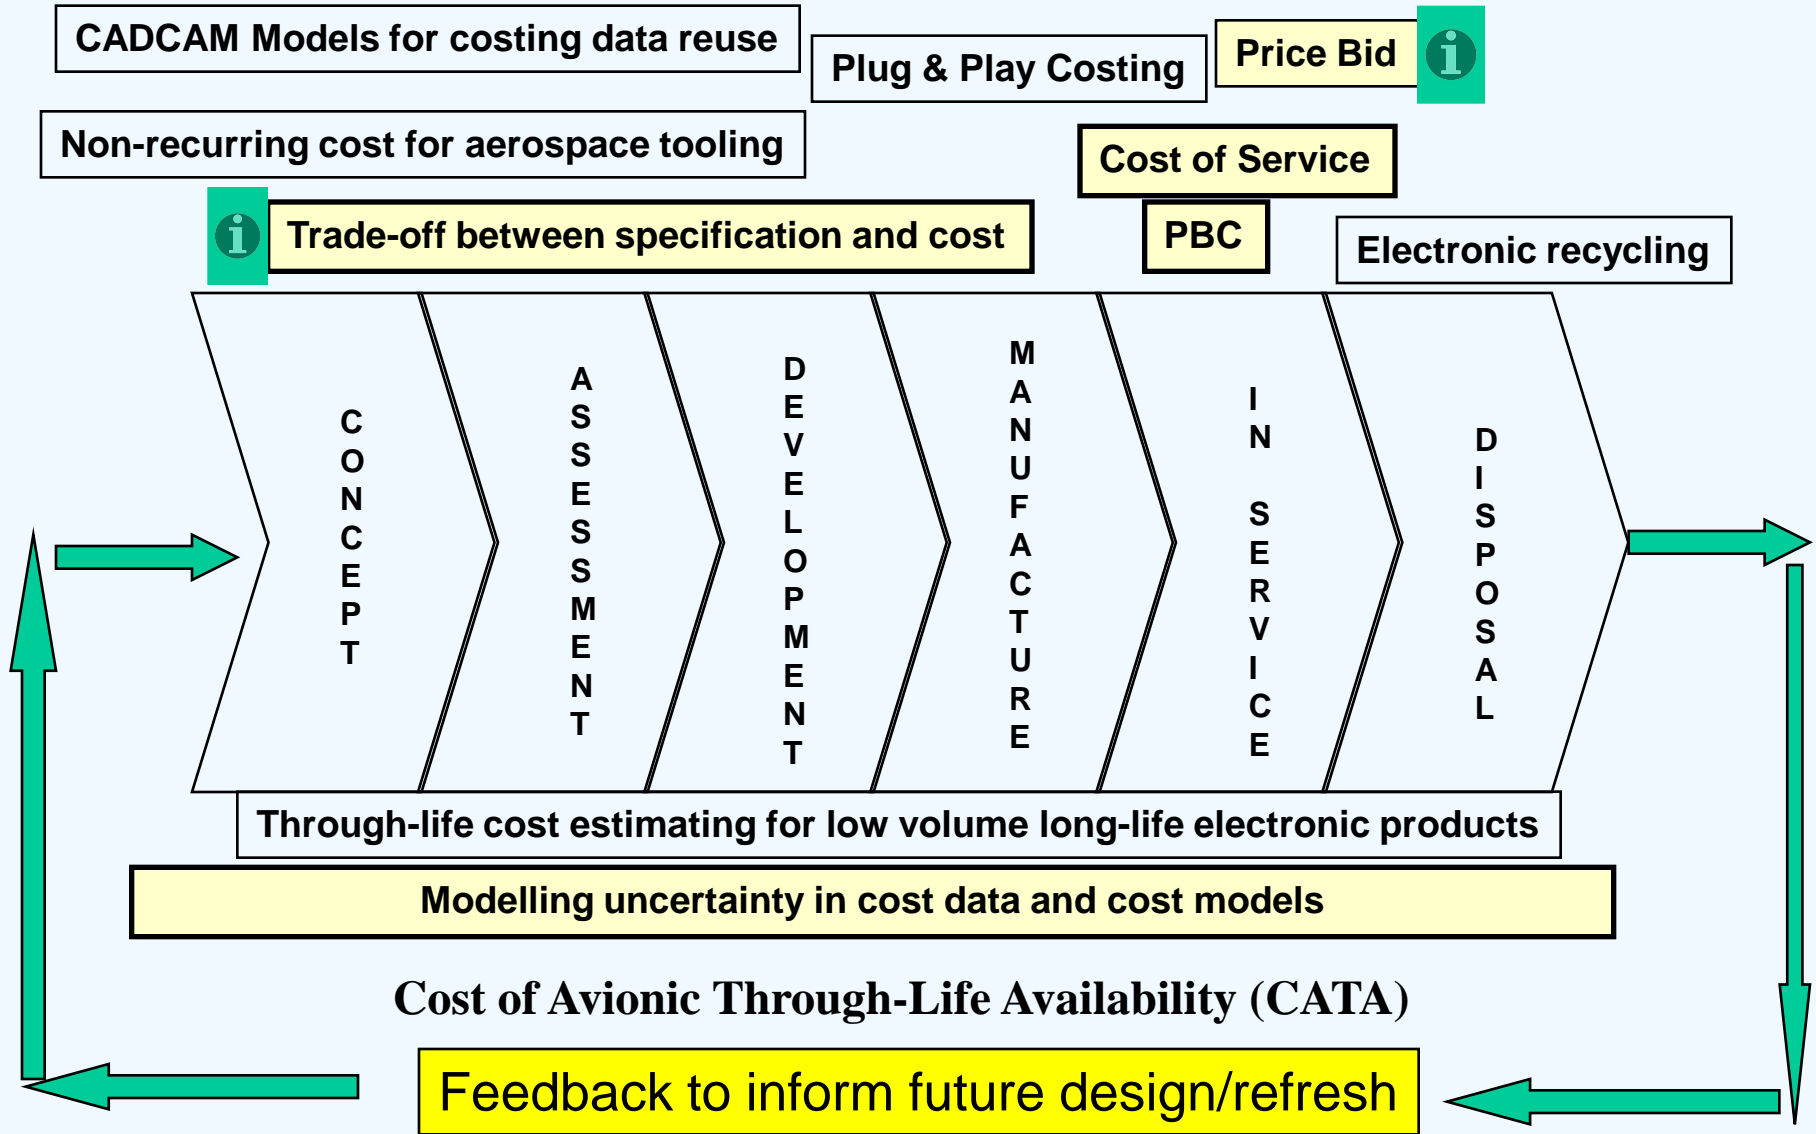 CADCAM Models for costing data reuse
Plug & Play Costing
Price Bid
i
Non-recurring cost for aerospace tooling
Cost of Service
i
Trade-off between specification and cost
PBC
Electronic recycling
CONCEPT
ASSESSMENT
DEVELOPMENT
MANUFACTURE
IN SERVICE
DISPOSAL
Through-life cost estimating for low volume long-life electronic products
Modelling uncertainty in cost data and cost models
Cost of Avionic Through-Life Availability (CATA)
Feedback to inform future design/refresh